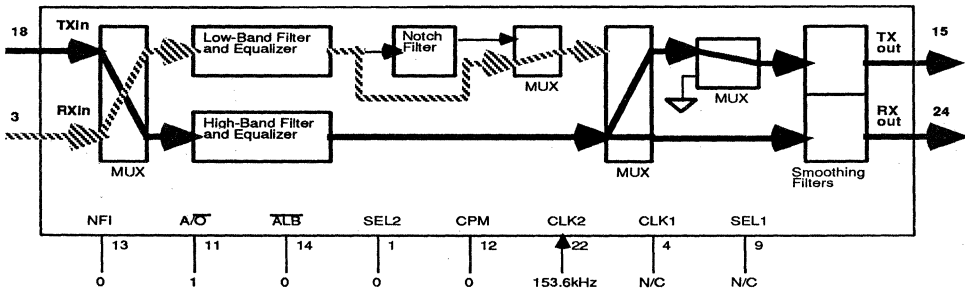 18
TXin
Low-Band Filter
and Equalizer
Notch
Filter
MUX
MUX
TX
out
15
3
RXin
High-Band Filter
and Equalizer
RX
out
24
MUX
MUX
Smoothing
Filters
NFI
A/O̅
A̅L̅B̅
SEL2
CPM
CLK2
CLK1
SEL1
13
11
14
1
12
22
4
9
0
1
0
0
0
153.6kHz
N/C
N/C